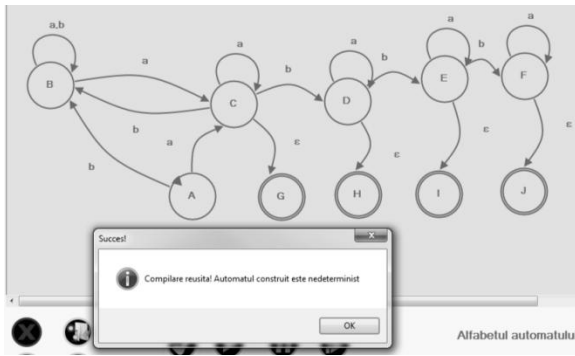 a,b
a
a
a
a
B
a
b
b
b
C
D
E
F
b
a
ε
ε
ε
ε
b
A
G
H
I
J
Succes!
Compilare reusita! Automatul construit este nedeterminist
OK
Alfabetul automatulu